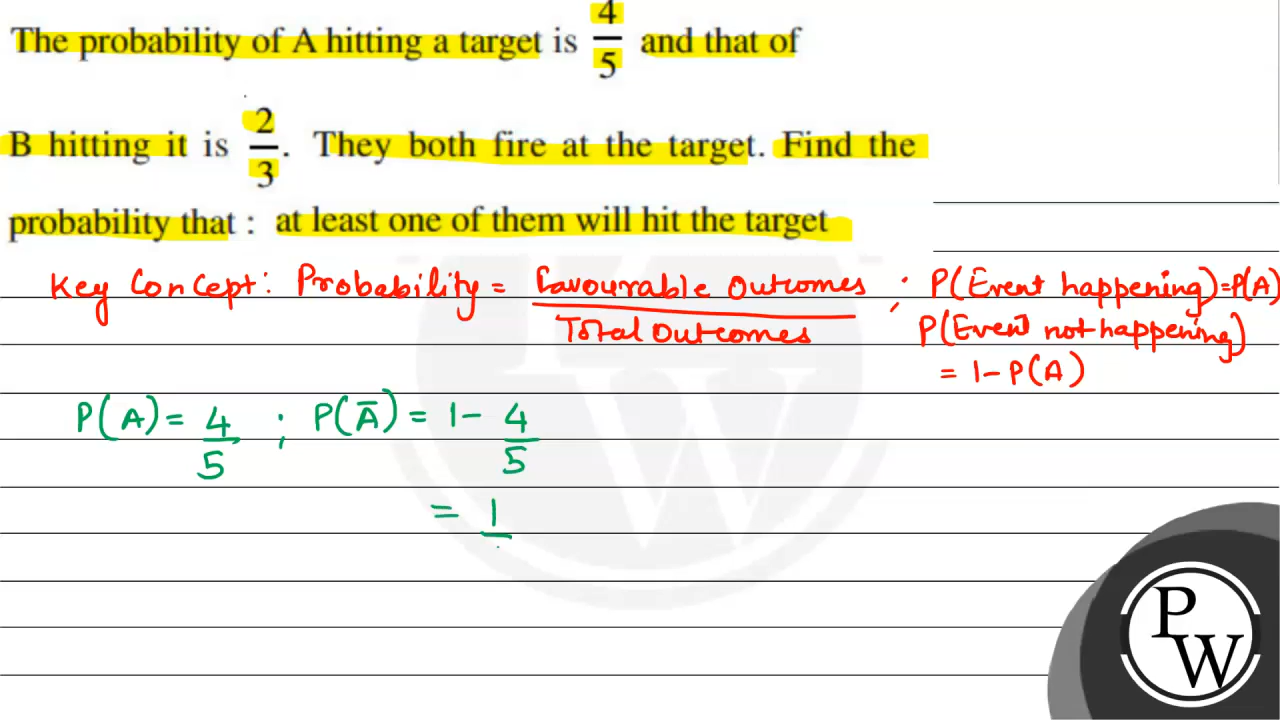 The probability of A hitting a target is 4/5 and that of
B hitting it is 2/3. They both fire at the target. Find the
probability that : at least one of them will hit the target
Key Concept: Probability = Favourable Outcomes / Total Outcomes ; P(Event happening)=P(A)
P(Event not happening)
= 1-P(A)
P(A) = 4/5 ; P(Ā) = 1- 4/5
= 1/
P
W